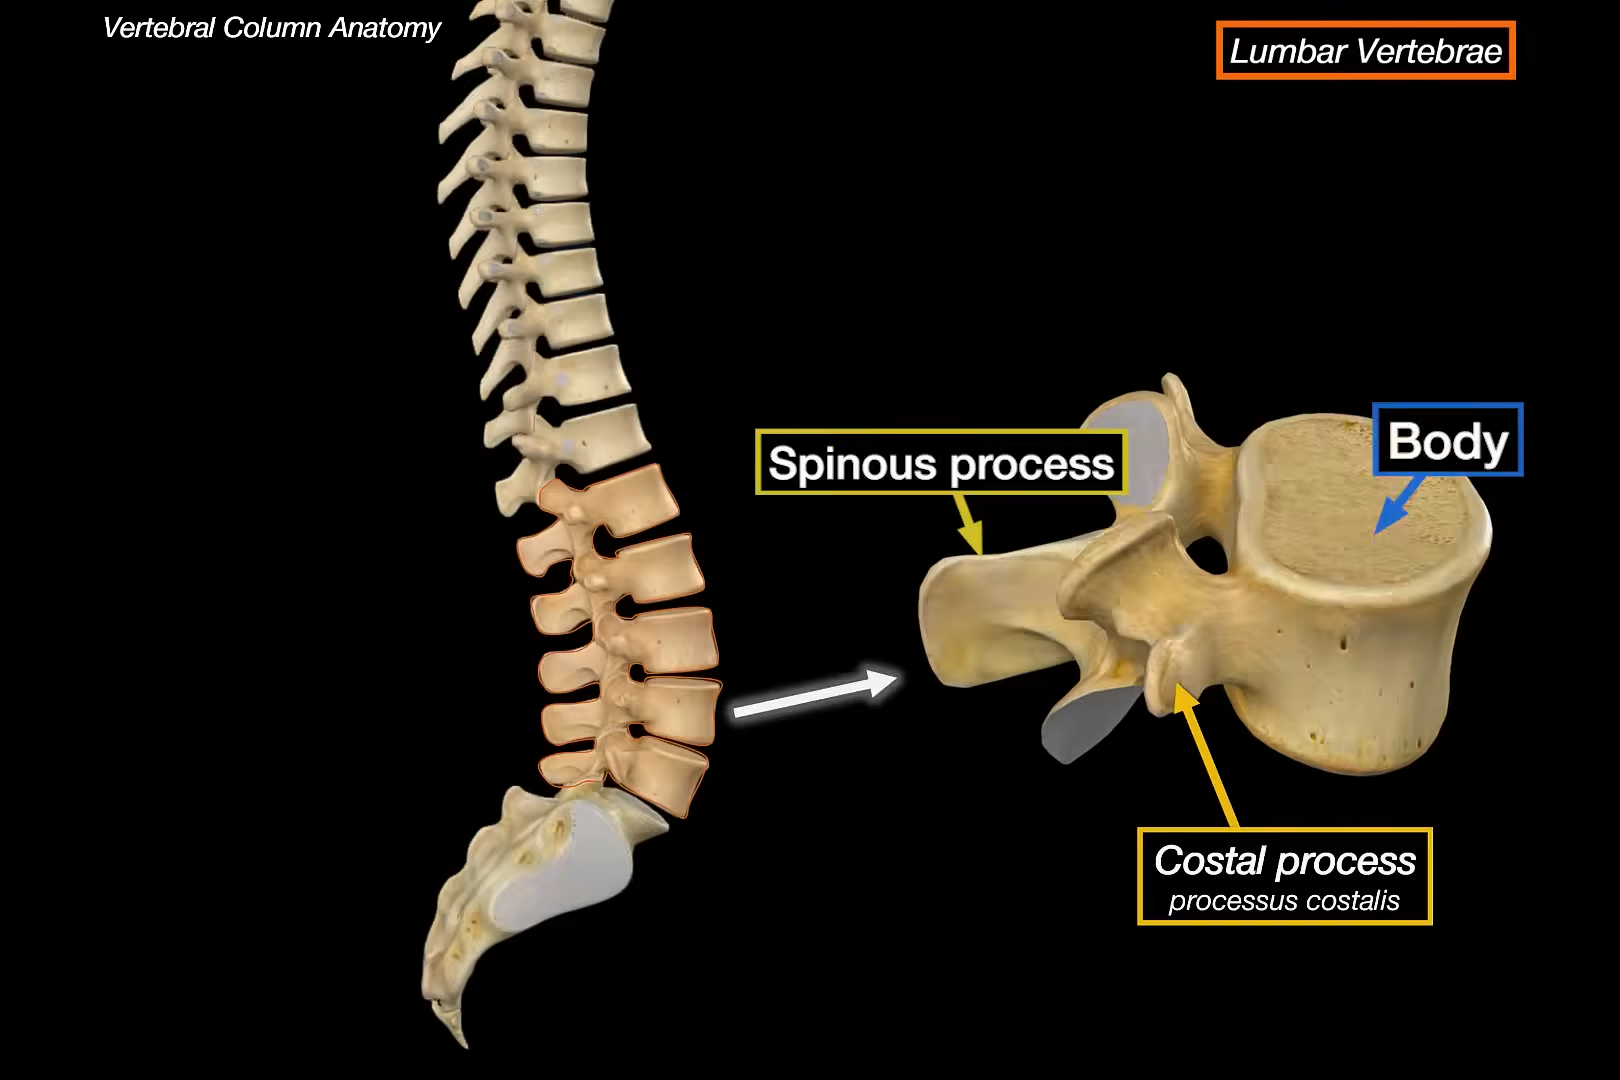 Vertebral Column Anatomy
Lumbar Vertebrae
Body
Spinous process
Costal process
processus costalis